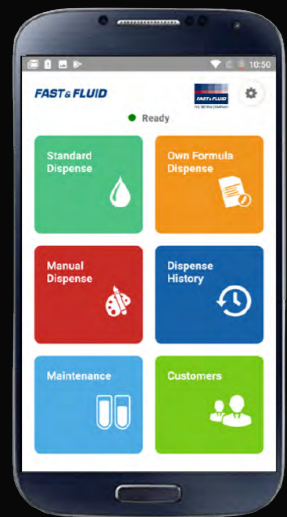 10:50
FAST & FLUID
FAST & FLUID
Ready
Standard
Dispense
Own Formula
Dispense
Manual
Dispense
Dispense
History
Maintenance
Customers